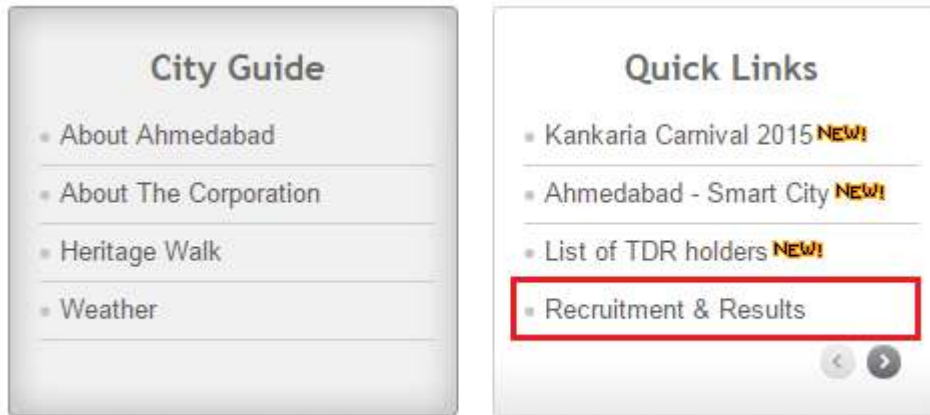 City Guide
About Ahmedabad
About The Corporation
Heritage Walk
Weather
Quick Links
Kankaria Carnival 2015 NEW!
Ahmedabad - Smart City NEW!
List of TDR holders NEW!
Recruitment & Results